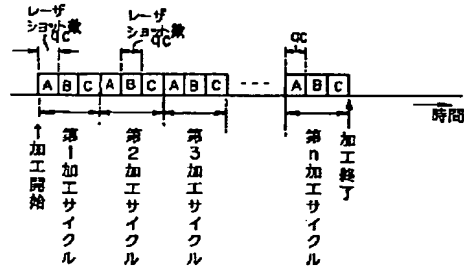 レーザ
ショット数
qc
レーザ
ショット数
qc
qc
A B C A B C A B C
A B C
時間
加工開始
第1加工サイクル
第2加工サイクル
第3加工サイクル
第n加工サイクル
加工終了